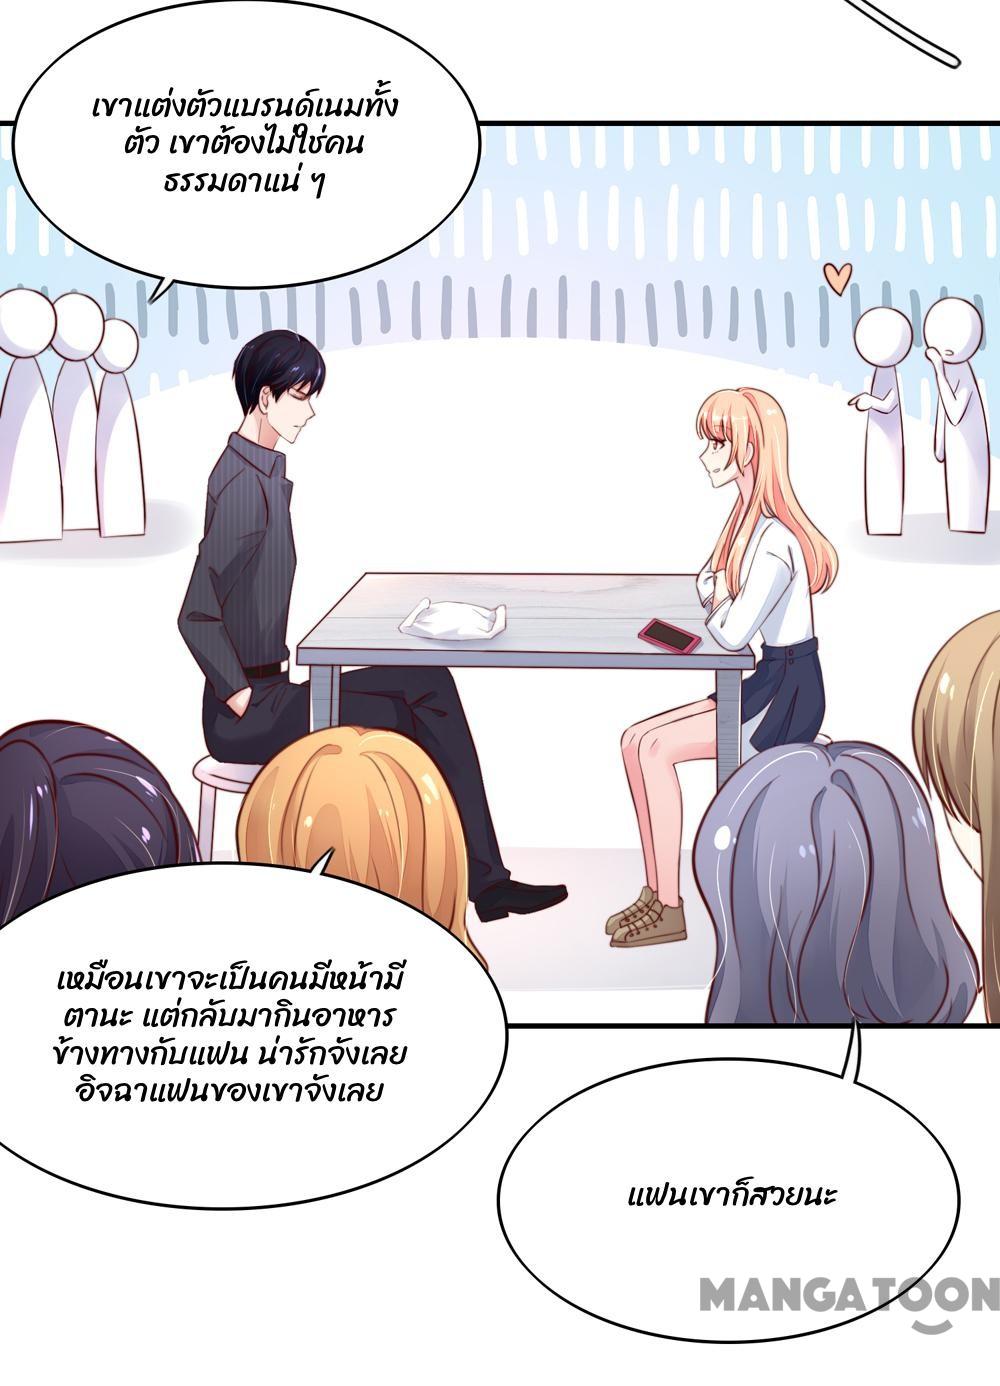 เขาแต่งตัวแบรนด์เนมทั้ง
ตัว เขาต้องไม่ใช่คน
ธรรมดาแน่ ๆ
เหมือนเขาจะเป็นคนมีหน้ามี
ตานะ แต่กลับมากินอาหาร
ข้างทางกับแฟน น่ารักจังเลย
อิจฉาแฟนของเขาจังเลย
แฟนเขาก็สวยนะ
MANGATOON